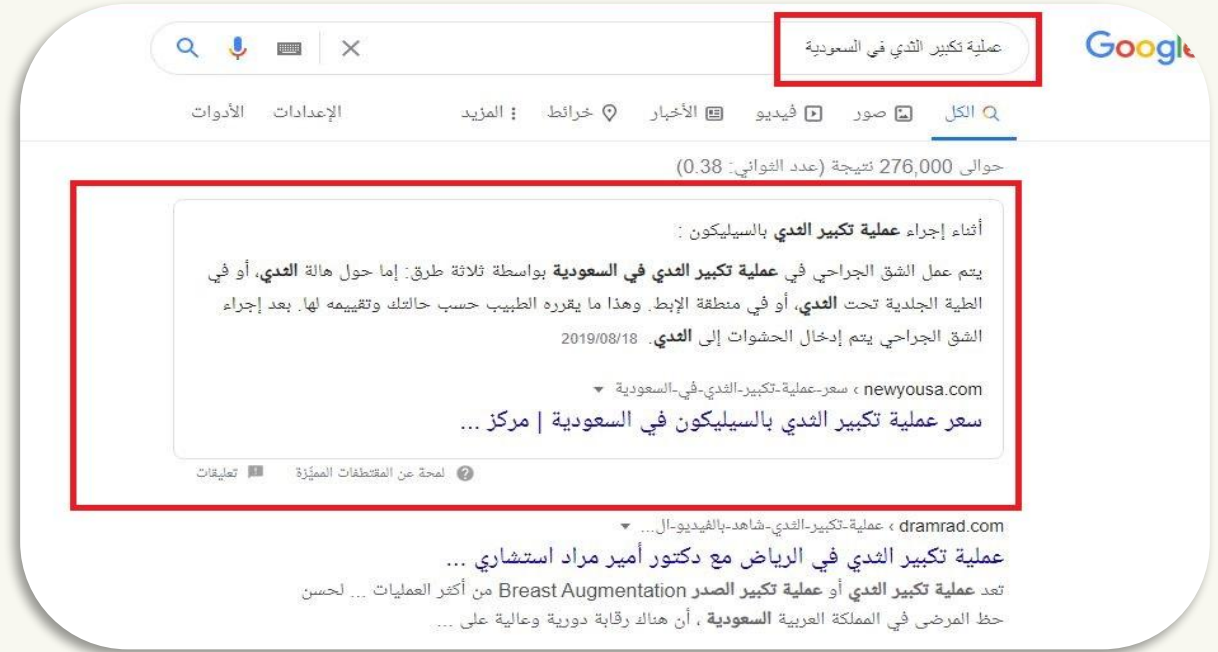 Google
عملية تكبير الثدي في السعودية
الكل صور فيديو الأخبار خرائط المزيد الإعدادات الأدوات
حوالى 276,000 نتيجة (عدد الثواني: 0.38)
أثناء إجراء عملية تكبير الثدي بالسيليكون :
يتم عمل الشق الجراحي في عملية تكبير الثدي في السعودية بواسطة ثلاثة طرق: إما حول هالة الثدي، أو في
الطية الجلدية تحت الثدي، أو في منطقة الإبط. وهذا ما يقرره الطبيب حسب حالتك وتقييمه لها. بعد إجراء
الشق الجراحي يتم إدخال الحشوات إلى الثدي. 2019/08/18
newyousa.com › سعر-عملية-تكبير-الثدي-في-السعودية
سعر عملية تكبير الثدي بالسيليكون في السعودية | مركز ...
لمحة عن المقتطفات المميَّزة تعليقات
dramrad.com › عملية-تكبير-الثدي-شاهد-بالفيديو-ال...
عملية تكبير الثدي في الرياض مع دكتور أمير مراد استشاري ...
تعد عملية تكبير الثدي أو عملية تكبير الصدر Breast Augmentation من أكثر العمليات ... لحسن
حظ المرضى في المملكة العربية السعودية ، أن هناك رقابة دورية وعالية على ...